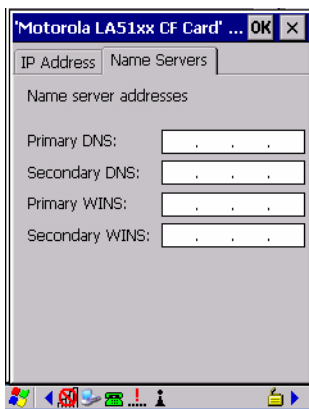 'Motorola LA51xx CF Card' ... OK ×
IP Address Name Servers
Name server addresses
Primary DNS: . . .
Secondary DNS: . . .
Primary WINS: . . .
Secondary WINS: . . .